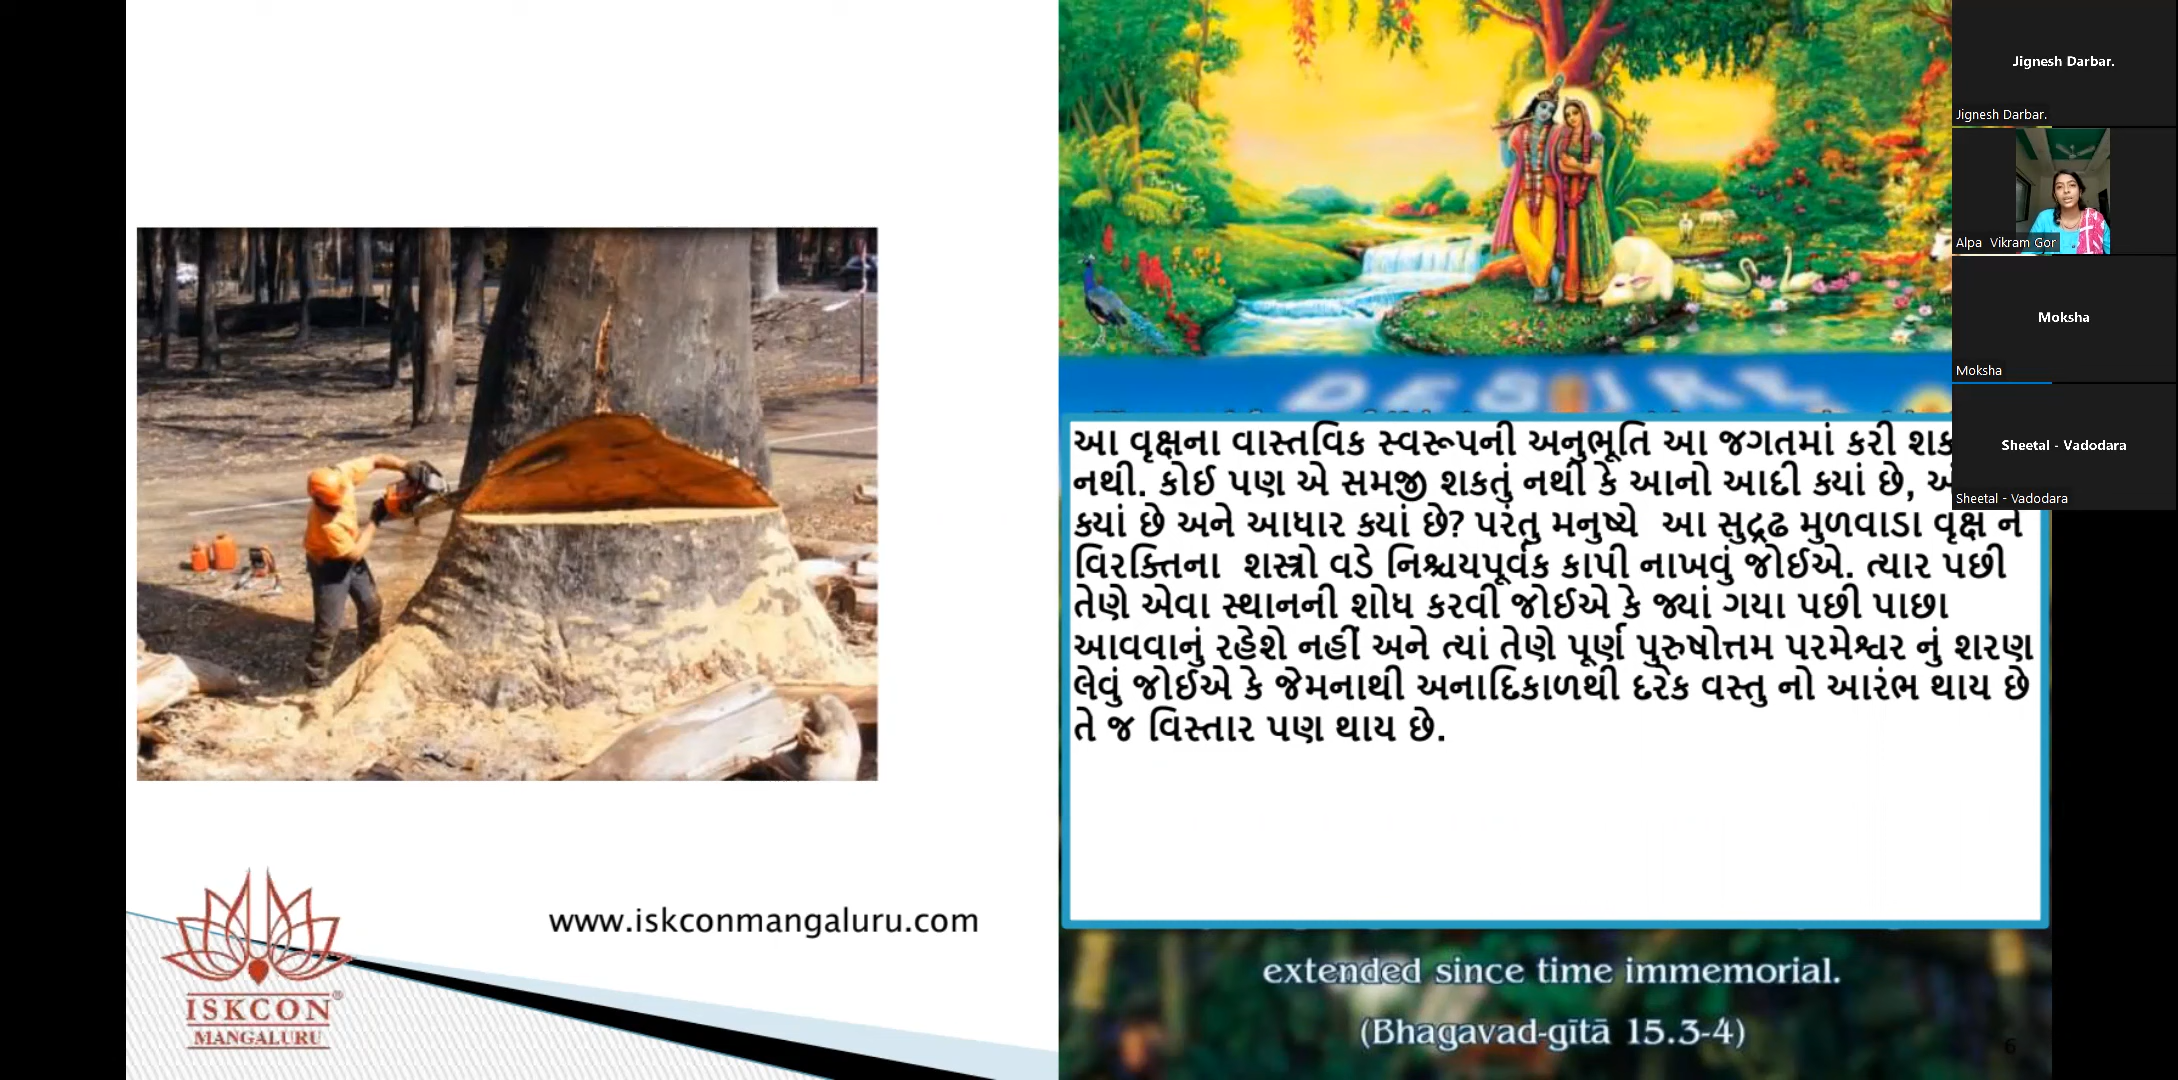 DESIRE
આ વૃક્ષના વાસ્તવિક સ્વરૂપની અનુભૂતિ આ જગતમાં કરી
નથી. કોઈ પણ એ સમજી શકતું નથી કે આનો આદી ક્યાં છે,
ક્યાં છે અને આધાર ક્યાં છે? પરંતુ મનુષ્યે આ સુદ્રઢ મુળવાડા વૃક્ષ ને
વિરક્તિના શસ્ત્રો વડે નિશ્ચયપૂર્વક કાપી નાખવું જોઈએ. ત્યાર પછી
તેણે એવા સ્થાનની શોધ કરવી જોઈએ કે જ્યાં ગયા પછી પાછા
આવવાનું રહેશે નહીં અને ત્યાં તેણે પૂર્ણ પુરુષોત્તમ પરમેશ્વર નું શરણ
લેવું જોઈએ કે જેમનાથી અનાદિકાળથી દરેક વસ્તુ નો આરંભ થાય છે
તે જ વિસ્તાર પણ થાય છે.
extended since time immemorial.
(Bhagavad-gītā 15.3-4)
6
www.iskconmangaluru.com
ISKCON®
MANGALURU
Jignesh Darbar.
Jignesh Darbar.
Alpa Vikram Gor
Moksha
Moksha
Sheetal - Vadodara
Sheetal - Vadodara